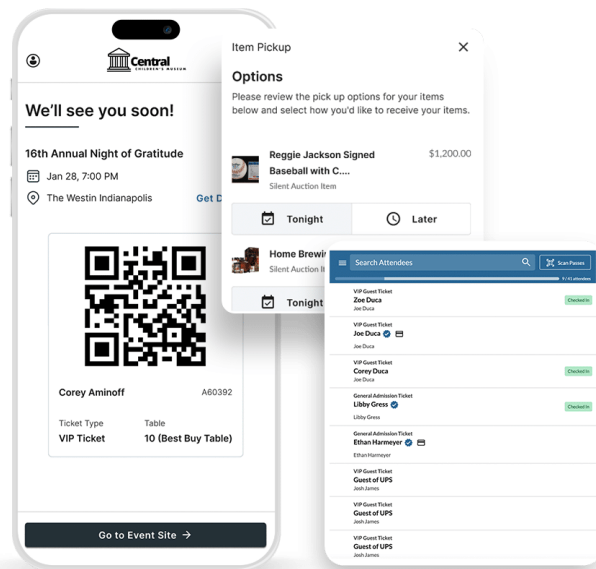 Central
CHILDREN'S MUSEUM
We'll see you soon!
16th Annual Night of Gratitude
Jan 28, 7:00 PM
The Westin Indianapolis
Get D
Corey Aminoff
A60392
Ticket Type
Table
VIP Ticket
10 (Best Buy Table)
Go to Event Site →
Item Pickup
Options
Please review the pick up options for your items
below and select how you'd like to receive your items.
Reggie Jackson Signed
$1,200.00
Baseball with C....
Silent Auction Item
Tonight
Later
Home Brewi
Silent Auction I
Tonight
Search Attendees
Scan Passes
9 / 61 attendees
VIP Guest Ticket
Zoe Duca
Checked In
Joe Duca
VIP Guest Ticket
Joe Duca
Joe Duca
VIP Guest Ticket
Corey Duca
Checked In
Joe Duca
General Admission Ticket
Libby Gress
Checked In
Libby Gress
General Admission Ticket
Ethan Harmeyer
Ethan Harmeyer
VIP Guest Ticket
Guest of UPS
Josh James
VIP Guest Ticket
Guest of UPS
Josh James
VIP Guest Ticket
Guest of UPS
Josh James